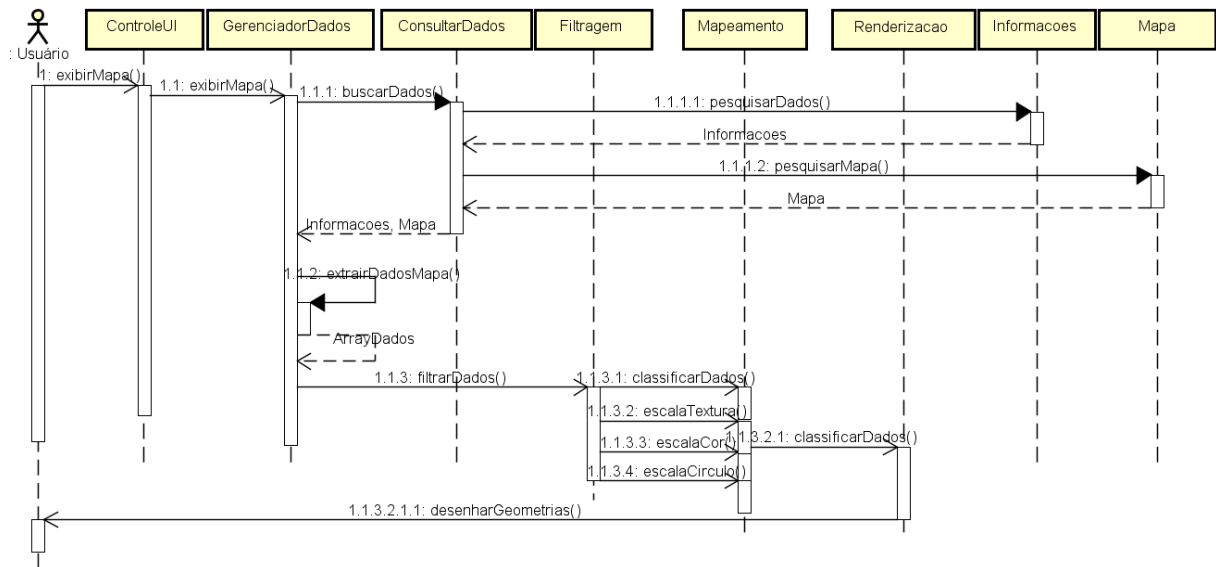 ControleUI
GerenciadorDados
ConsultarDados
Filtragem
Mapeamento
Renderizacao
Informacoes
Mapa
: Usuário
1: exibirMapa()
1.1: exibirMapa()
1.1.1: buscarDados()
1.1.1.1: pesquisarDados()
Informacoes
1.1.1.2: pesquisarMapa()
Mapa
Informacoes, Mapa
1.1.2: extrairDadosMapa()
ArrayDados
1.1.3: filtrarDados()
1.1.3.1: classificarDados()
1.1.3.2: escalaTextura()
1.1.3.3: escalaCor()
1.1.3.2.1: classificarDados()
1.1.3.4: escalaCirculo()
1.1.3.2.1.1: desenharGeometrias()